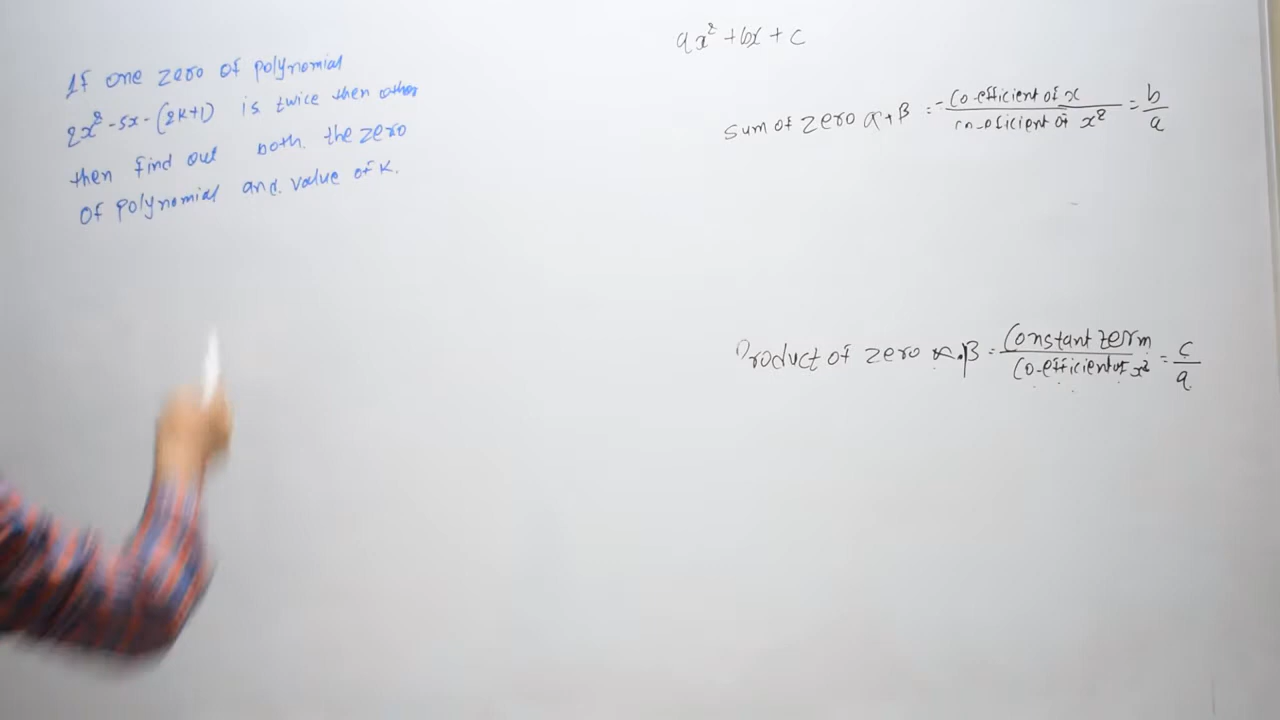 If one zero of polynomial
2x² -5x - (2k+1) is twice then other
then find out both. the zero
of polynomial and. value of K.
ax² + bx + c
sum of zero α+β = -Co-efficient of x / co-eficient of x² = b/a
Product of zero α.β = Constant zerm / Co-efficient of x² = c/a